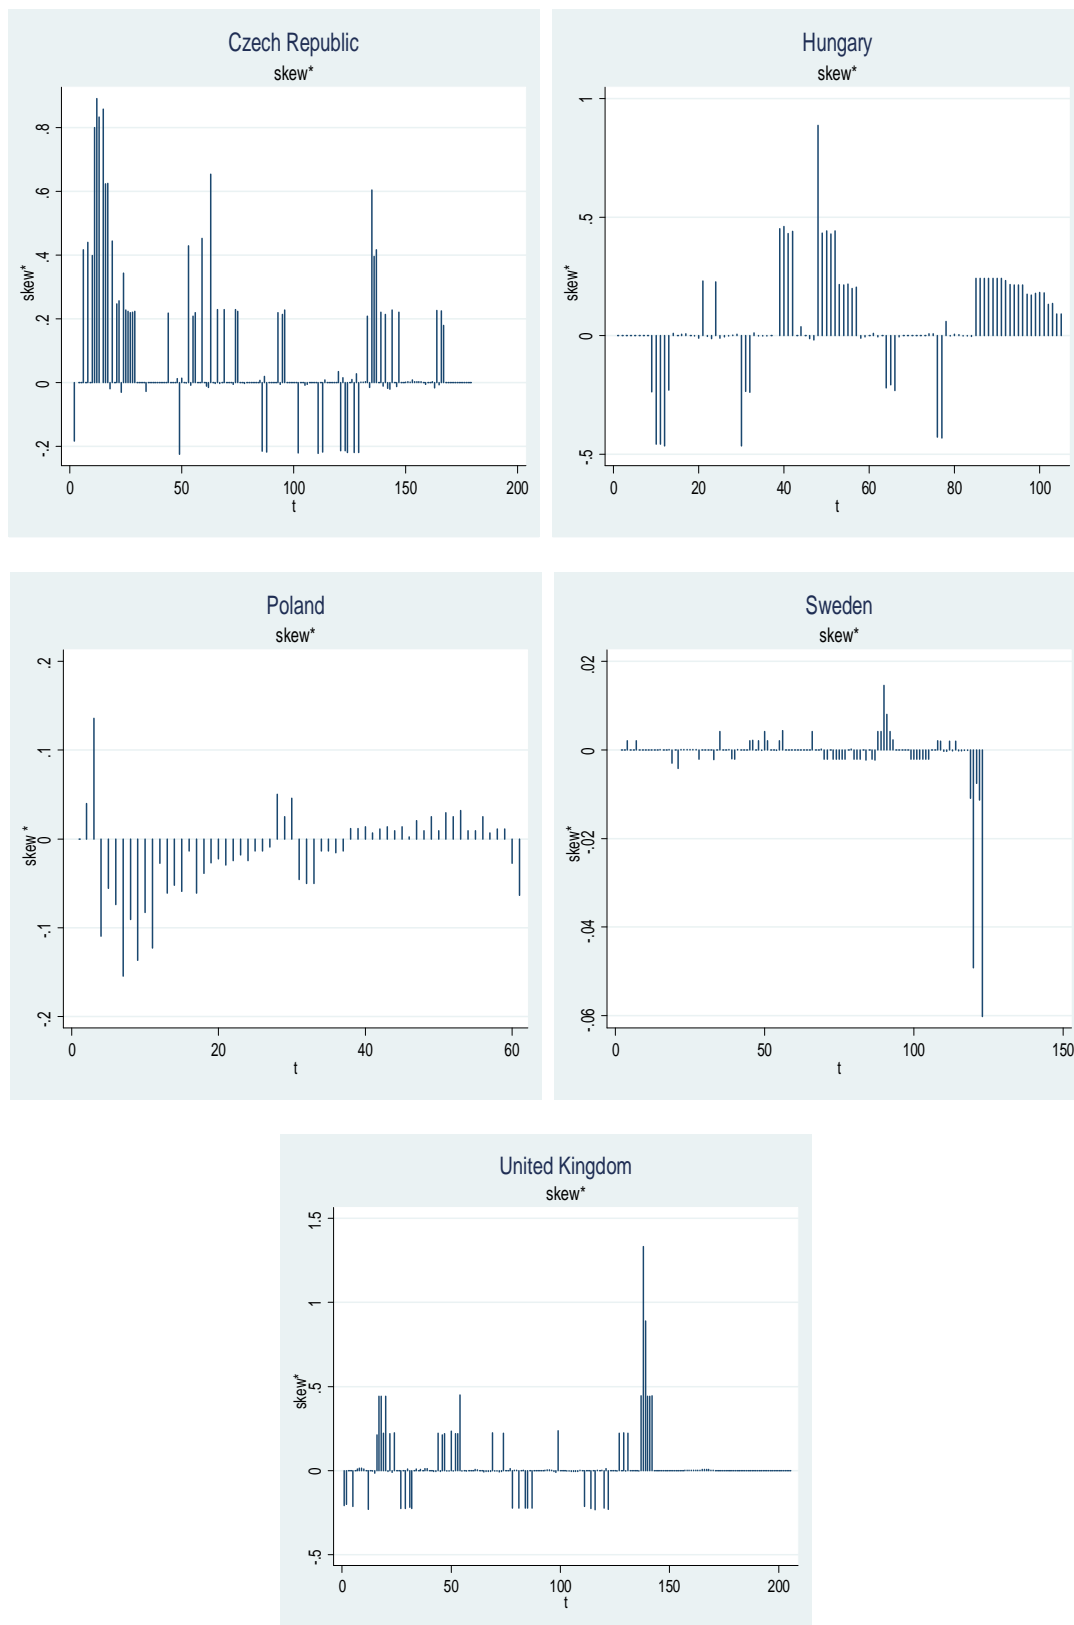 Czech Republic
skew*
.8
.6
.4
.2
0
-.2
skew*
0 50 100 150 200
t
Hungary
skew*
1
.5
0
-.5
skew*
0 20 40 60 80 100
t
Poland
skew*
.2
.1
0
-.1
-.2
skew *
0 20 40 60
t
Sweden
skew*
.02
0
-.02
-.04
-.06
skew*
0 50 100 150
t
United Kingdom
skew*
1.5
1
.5
0
-.5
skew*
0 50 100 150 200
t